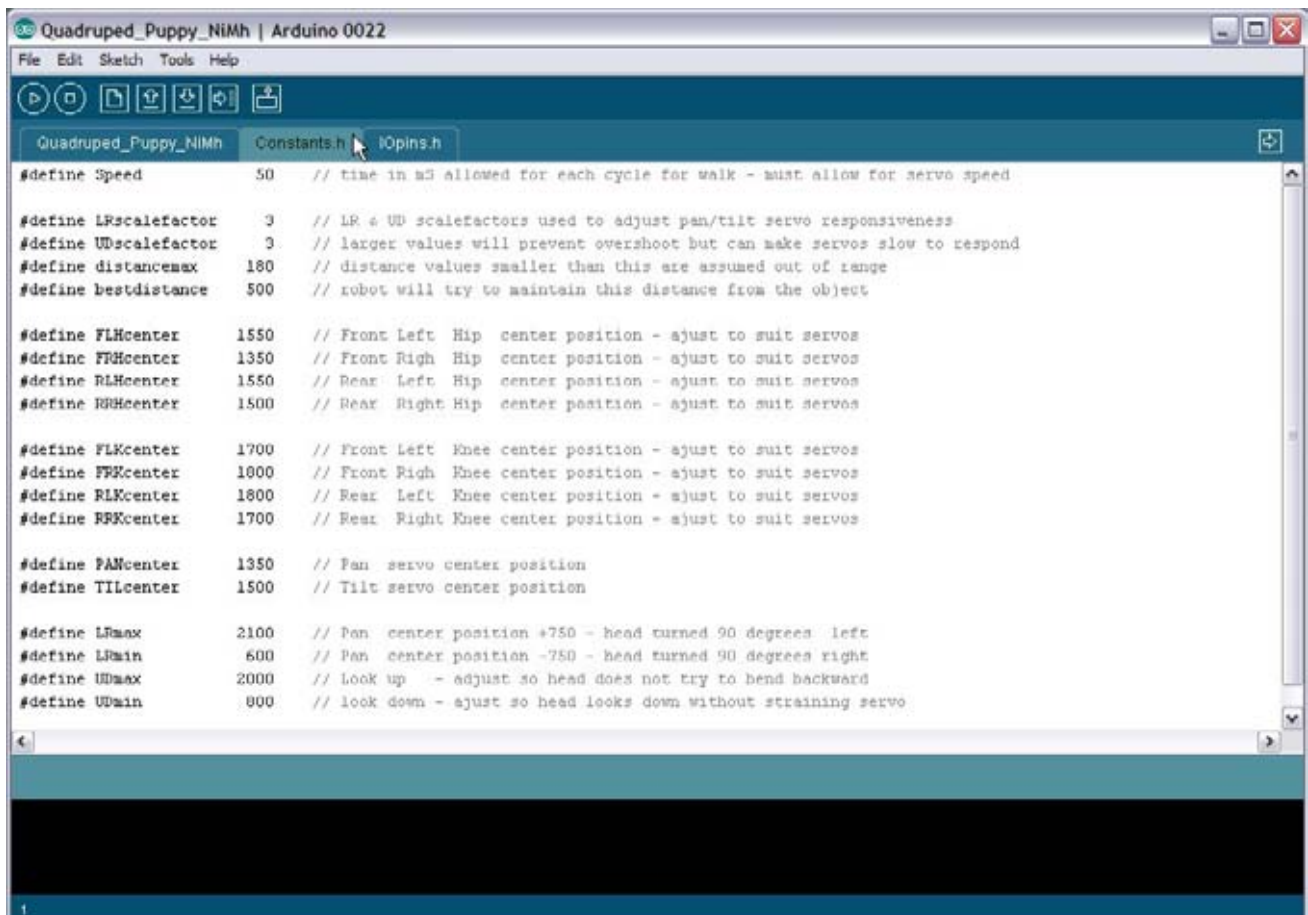 Quadruped_Puppy_NiMh | Arduino 0022
File Edit Sketch Tools Help
Quadruped_Puppy_NiMh Constants.h IOpins.h
#define Speed 50 // time in mS allowed for each cycle for walk - must allow for servo speed
#define LRscalefactor 3 // LR & UD scalefactors used to adjust pan/tilt servo responsiveness
#define UDscalefactor 3 // larger values will prevent overshoot but can make servos slow to respond
#define distancemax 180 // distance values smaller than this are assumed out of range
#define bestdistance 500 // robot will try to maintain this distance from the object
#define FLHcenter 1550 // Front Left Hip center position - ajust to suit servos
#define FRHcenter 1350 // Front Righ Hip center position - ajust to suit servos
#define RLHcenter 1550 // Rear Left Hip center position - ajust to suit servos
#define RRHcenter 1500 // Rear Right Hip center position - ajust to suit servos
#define FLKcenter 1700 // Front Left Knee center position - ajust to suit servos
#define FRKcenter 1800 // Front Righ Knee center position - ajust to suit servos
#define RLKcenter 1800 // Rear Left Knee center position - ajust to suit servos
#define RRKcenter 1700 // Rear Right Knee center position - ajust to suit servos
#define PANcenter 1350 // Pan servo center position
#define TILcenter 1500 // Tilt servo center position
#define LRmax 2100 // Pan center position +750 - head turned 90 degrees left
#define LRmin 600 // Pan center position -750 - head turned 90 degrees right
#define UDmax 2000 // Look up - adjust so head does not try to bend backward
#define UDmin 800 // look down - ajust so head looks down without straining servo
1